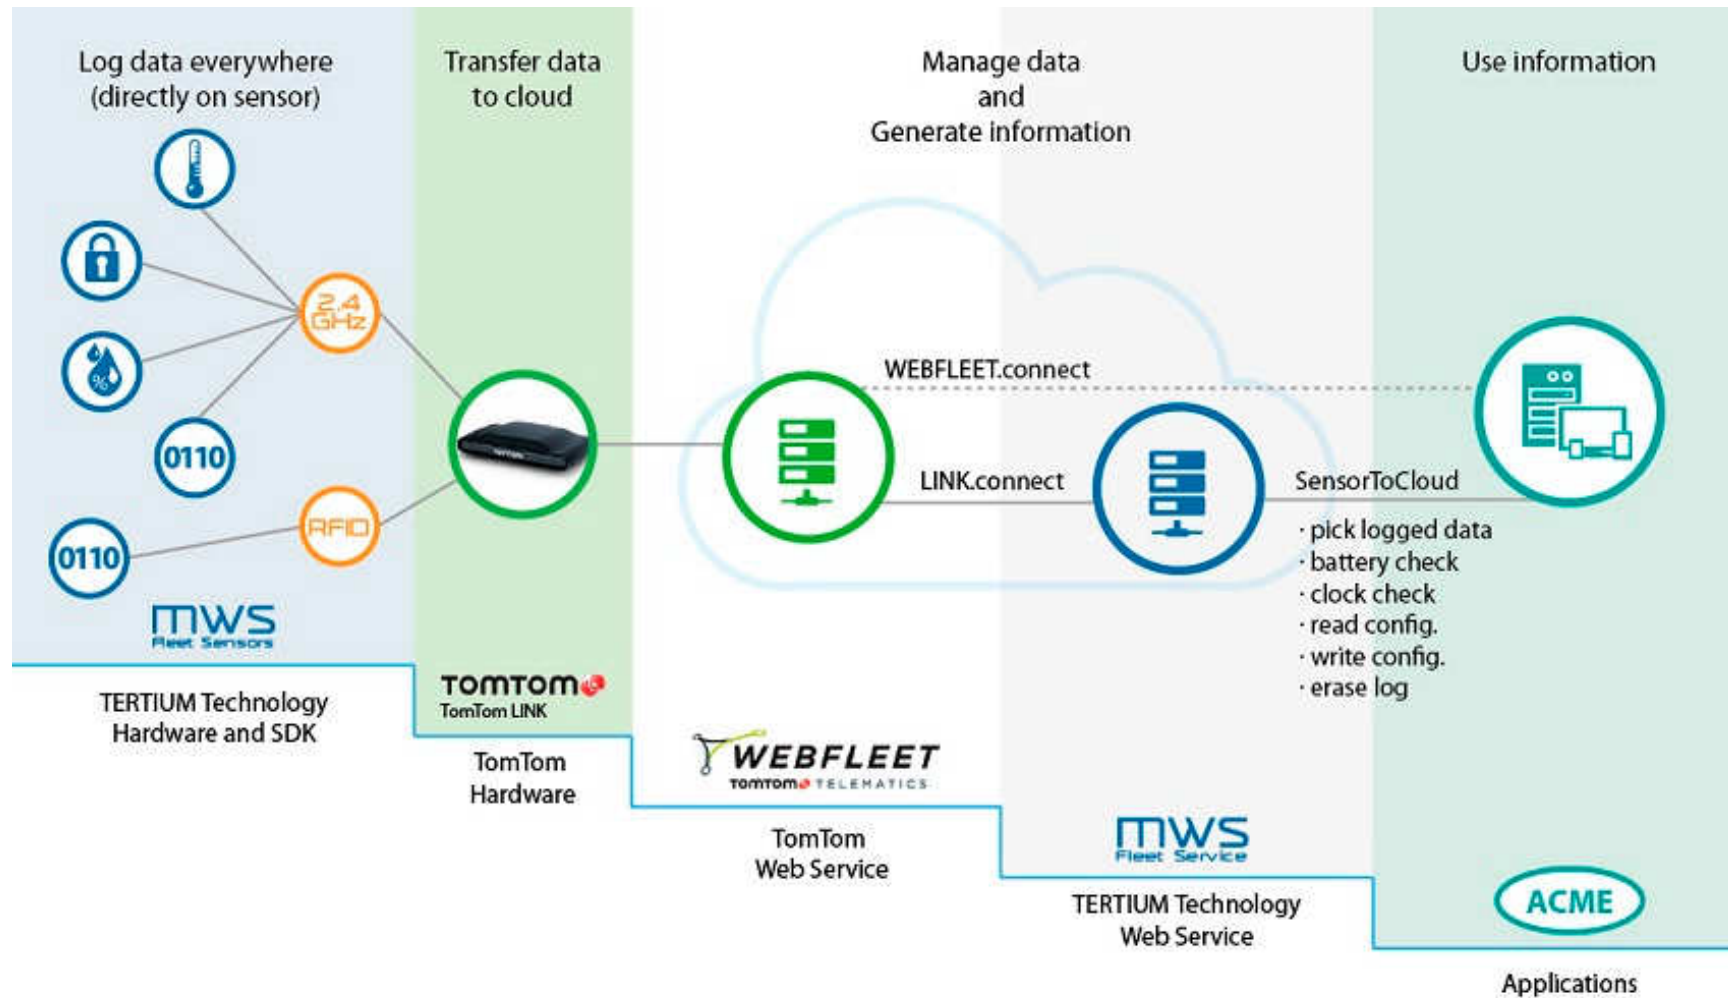 Log data everywhere
(directly on sensor)
Transfer data
to cloud
Manage data
and
Generate information
Use information
2.4
GHz
%
0110
RFID
0110
TOMTOM
WEBFLEET.connect
LINK.connect
SensorToCloud
· pick logged data
· battery check
· clock check
· read config.
· write config.
· erase log
MWS
Fleet Sensors
TERTIUM Technology
Hardware and SDK
TOMTOM
TomTom LINK
TomTom
Hardware
WEBFLEET
TOMTOM TELEMATICS
TomTom
Web Service
MWS
Fleet Service
TERTIUM Technology
Web Service
ACME
Applications